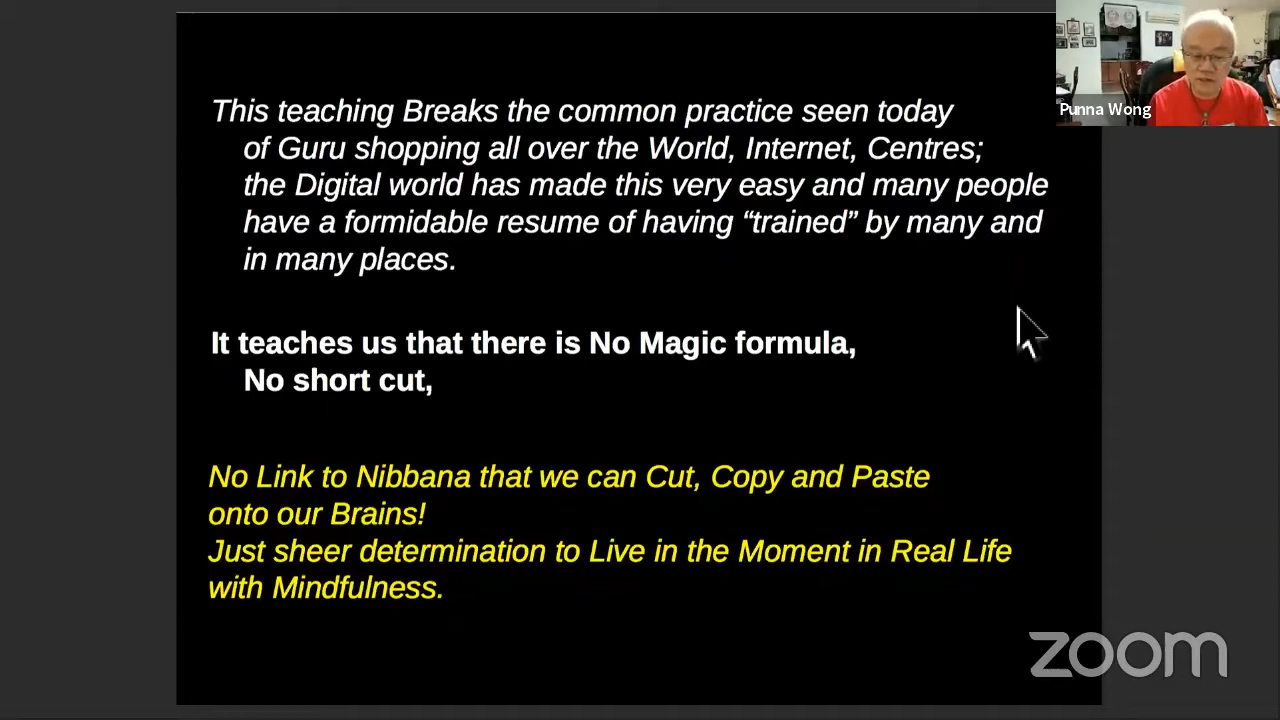 Punna Wong
This teaching Breaks the common practice seen today
of Guru shopping all over the World, Internet, Centres;
the Digital world has made this very easy and many people
have a formidable resume of having “trained” by many and
in many places.
It teaches us that there is No Magic formula,
No short cut,
No Link to Nibbana that we can Cut, Copy and Paste
onto our Brains!
Just sheer determination to Live in the Moment in Real Life
with Mindfulness.
zoom